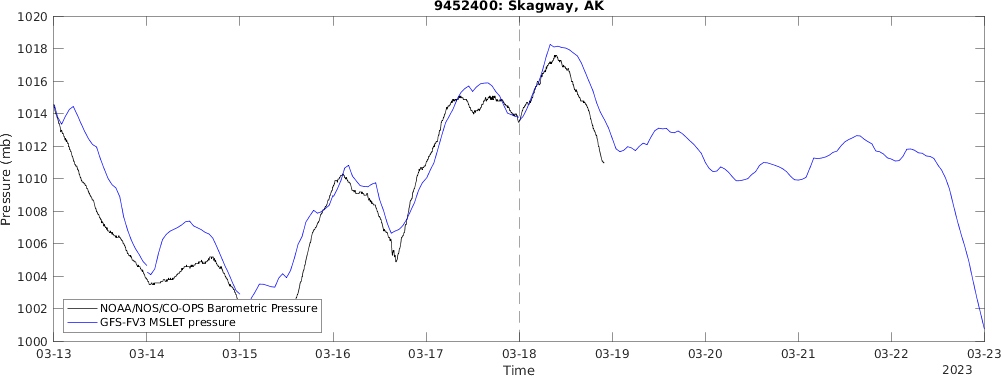 9452400: Skagway, AK
Pressure (mb)
1020
1018
1016
1014
1012
1010
1008
1006
1004
1002
1000
NOAA/NOS/CO-OPS Barometric Pressure
GFS-FV3 MSLET pressure
03-13 03-14 03-15 03-16 03-17 03-18 03-19 03-20 03-21 03-22 03-23
Time
2023